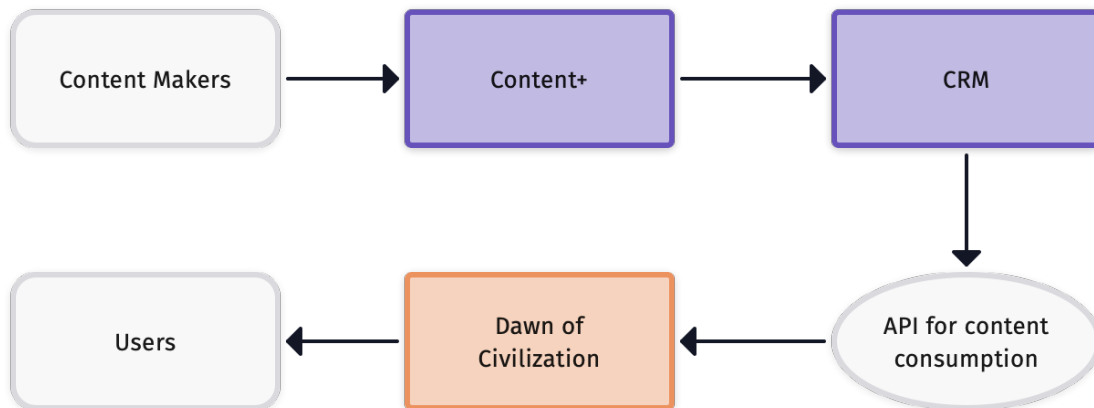 Content Makers
Content+
CRM
Users
Dawn of
Civilization
API for content
consumption